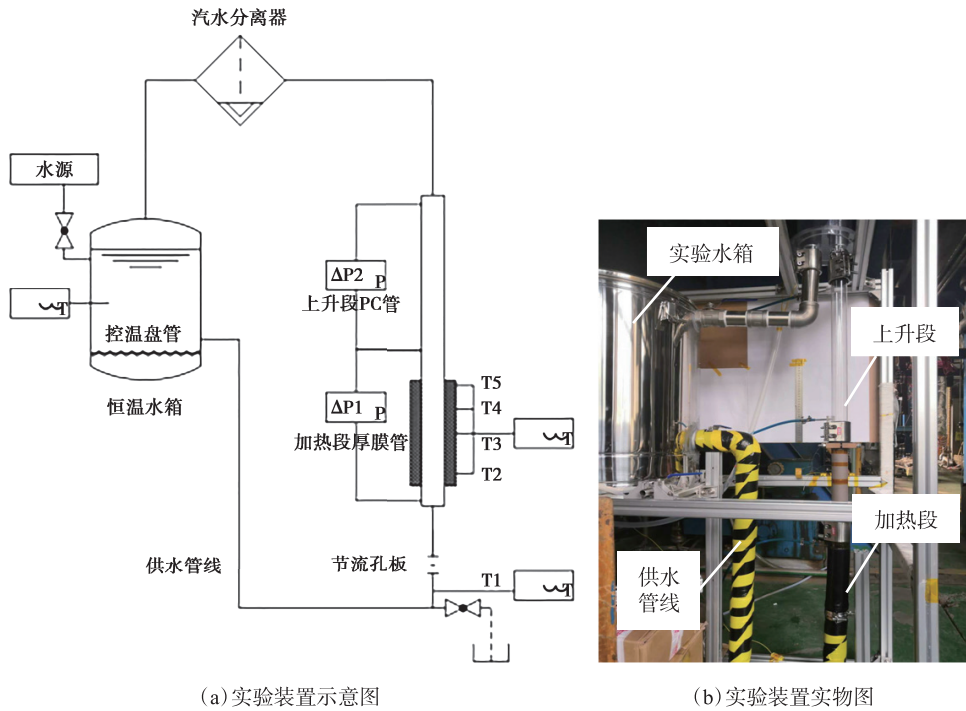 汽水分离器
水源
T
控温盘管
恒温水箱
ΔP2 P
上升段PC管
ΔP1 P
加热段厚膜管
T5
T4
T3
T2
T
供水管线
节流孔板
T1
T
(a)实验装置示意图
实验水箱
上升段
加热段
供水
管线
(b)实验装置实物图